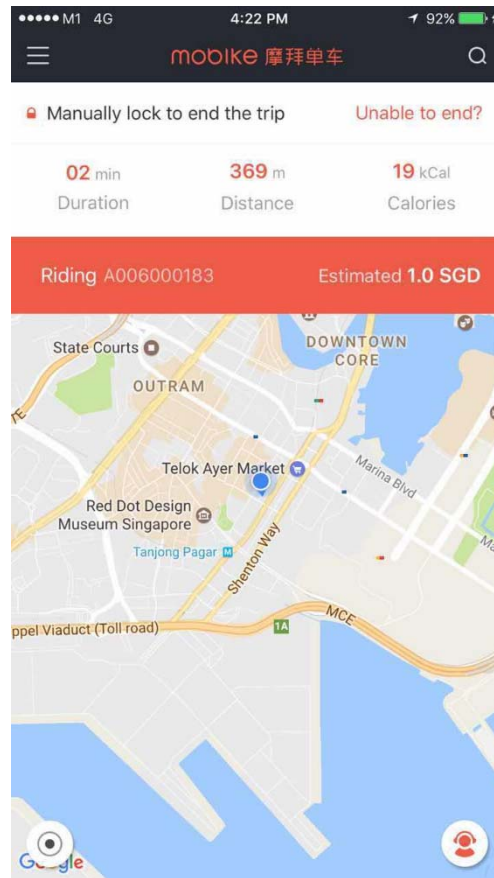 M1 4G 4:22 PM 92%
mobike 摩拜单车
Manually lock to end the trip Unable to end?
02 min 369 m 19 kCal
Duration Distance Calories
Riding A006000183 Estimated 1.0 SGD
State Courts
DOWNTOWN
CORE
OUTRAM
Telok Ayer Market
Marina Blvd
Red Dot Design
Museum Singapore
Tanjong Pagar M
Shenton Way
MCE
ppel Viaduct (Toll road)
1A